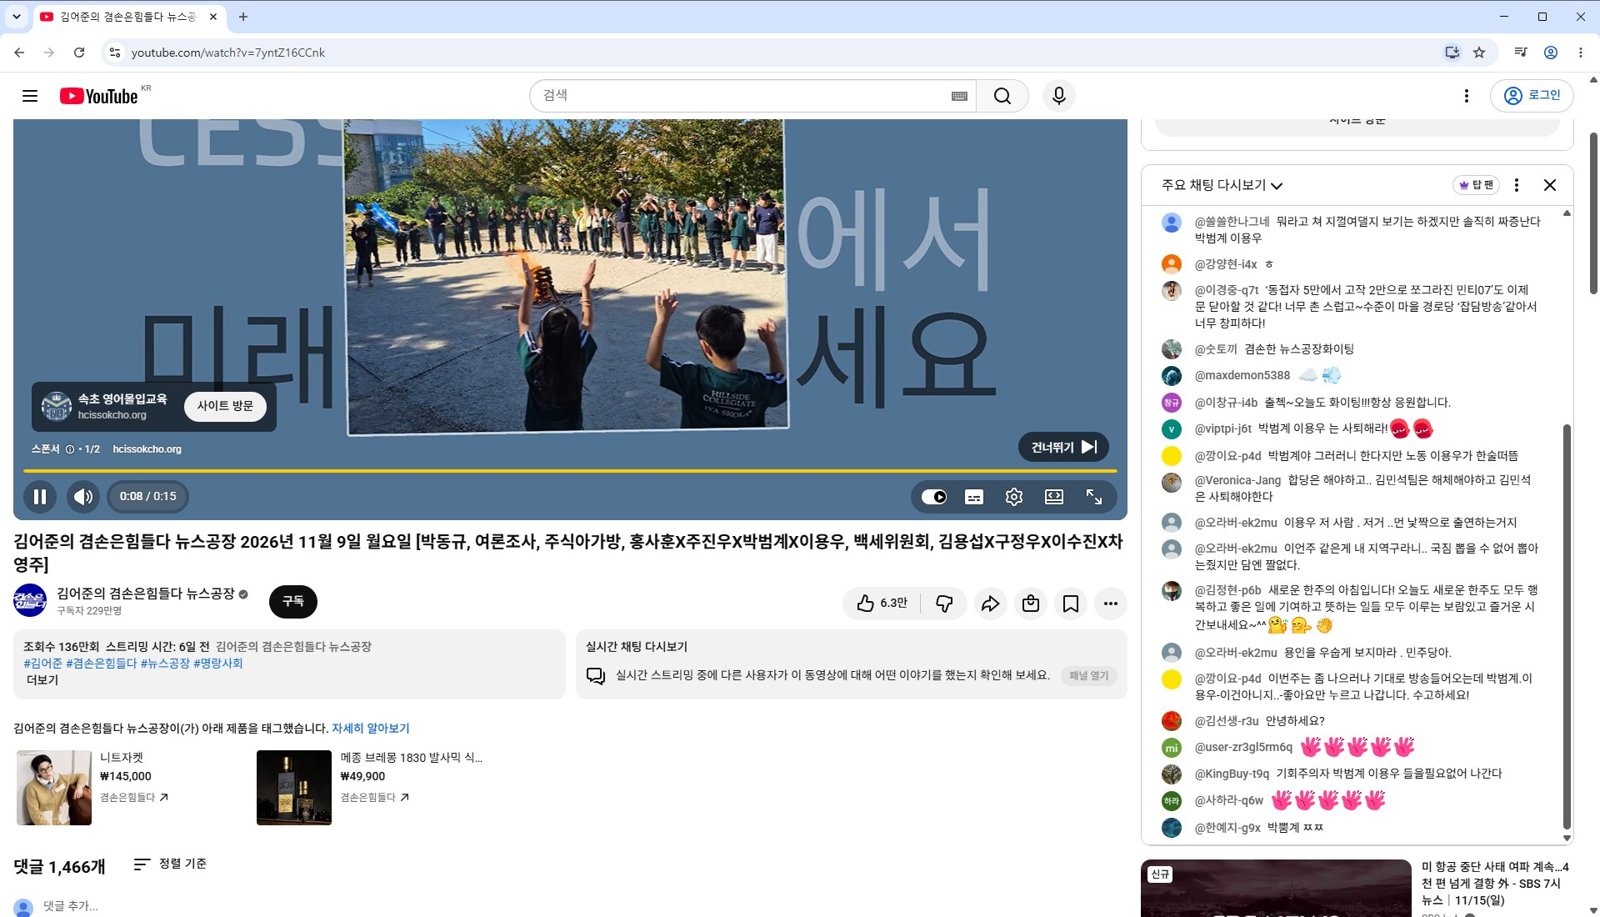 김어준의 겸손은힘들다 뉴스공
youtube.com/watch?v=7yntZ16CCnk
YouTube KR
검색
로그인
CESS
에서
미래
세요
HILLSIDE
COLLEGIATE
속초 영어몰입교육
hcissokcho.org
사이트 방문
스폰서 · 1/2 hcissokcho.org
건너뛰기
0:08 / 0:15
김어준의 겸손은힘들다 뉴스공장 2026년 11월 9일 월요일 [박동규, 여론조사, 주식아가방, 홍사훈X주진우X박범계X이용우, 백세위원회, 김용섭X구정우X이수진X차
영주]
김어준의 겸손은힘들다 뉴스공장
구독자 229만명
구독
6.3만
조회수 136만회 스트리밍 시간: 6일 전 김어준의 겸손은힘들다 뉴스공장
#김어준 #겸손은힘들다 #뉴스공장 #명랑사회
더보기
실시간 채팅 다시보기
실시간 스트리밍 중에 다른 사용자가 이 동영상에 대해 어떤 이야기를 했는지 확인해 보세요.
패널 열기
김어준의 겸손은힘들다 뉴스공장이(가) 아래 제품을 태그했습니다. 자세히 알아보기
니트자켓
₩145,000
겸손은힘들다
메종 브레몽 1830 발사믹 식...
₩49,900
겸손은힘들다
댓글 1,466개
정렬 기준
댓글 추가...
사이트 방문
주요 채팅 다시보기
탑 팬
@쓸쓸한나그네 뭐라고 쳐 지껄여댈지 보기는 하겠지만 솔직히 짜증난다
박범계 이용우
@강양현-i4x ㅎ
@이경중-q7t '동접자 5만에서 고작 2만으로 쪼그라진 민티07'도 이제
문 닫아할 것 같다! 너무 촌 스럽고~수준이 마을 경로당 '잡담방송'같아서
너무 창피하다!
@숫토끼 겸손한 뉴스공장화이팅
@maxdemon5388
창규
@이창규-i4b 출첵~오늘도 화이팅!!!항상 응원합니다.
v
@viptpi-j6t 박범계 이용우 는 사퇴해라!
@깡이요-p4d 박범계야 그러러니 한다지만 노동 이용우가 한술떠뜹
@Veronica-Jang 합당은 해야하고.. 김민석팀은 해체해야하고 김민석
은 사퇴해야한다
@오라버-ek2mu 이용우 저 사람 . 저거 ..먼 낯짝으로 출연하는거지
@오라버-ek2mu 이언주 같은게 내 지역구라니.. 국짐 뽑을 수 없어 뽑아
는줬지만 담엔 짤없다.
@김정현-p6b 새로운 한주의 아침입니다! 오늘도 새로운 한주도 모두 행
복하고 좋은 일에 기여하고 뜻하는 일들 모두 이루는 보람있고 즐거운 시
간보내세요~^^
@오라버-ek2mu 용인을 우습게 보지마라 . 민주당아.
@깡이요-p4d 이번주는 좀 나으러나 기대로 방송들어오는데 박범계.이
용우-이건아니지..-좋아요만 누르고 나갑니다. 수고하세요!
@김선생-r3u 안녕하세요?
mi
@user-zr3gl5rm6q
@KingBuy-t9q 기회주의자 박범계 이용우 들을필요없어 나간다
하라
@사하라-q6w
@한예지-g9x 박뿜계 ㅉㅉ
신규
미 항공 중단 사태 여파 계속...4
천 편 넘게 결항 外 - SBS 7시
뉴스 | 11/15(일)